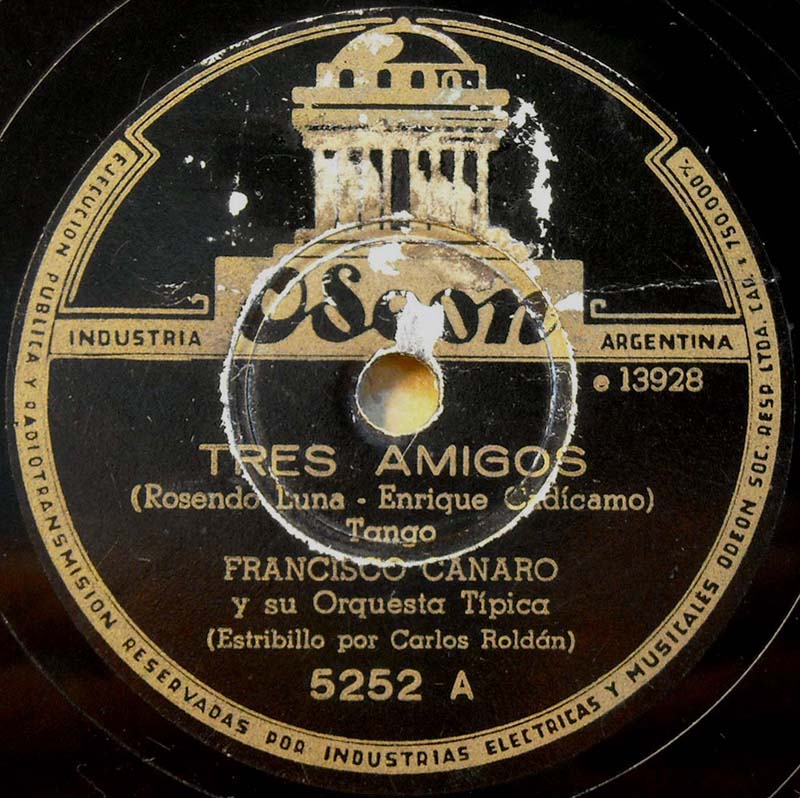 Odeon
INDUSTRIA ARGENTINA
e 13928
TRES AMIGOS
(Rosendo Luna - Enrique Cadícamo)
Tango
FRANCISCO CANARO
y su Orquesta Típica
(Estribillo por Carlos Roldán)
5252 A
EJECUCION PUBLICA Y RADIOTRANSMISION RESERVADAS POR INDUSTRIAS ELECTRICAS Y MUSICALES ODEON SOC. RESP. LTDA. CAP. $ 750.000%